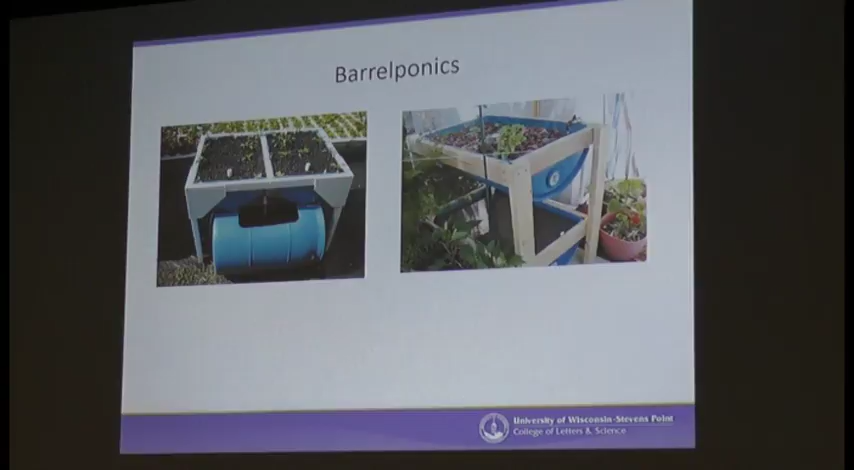 Barrelponics
University of Wisconsin-Stevens Point
College of Letters & Science